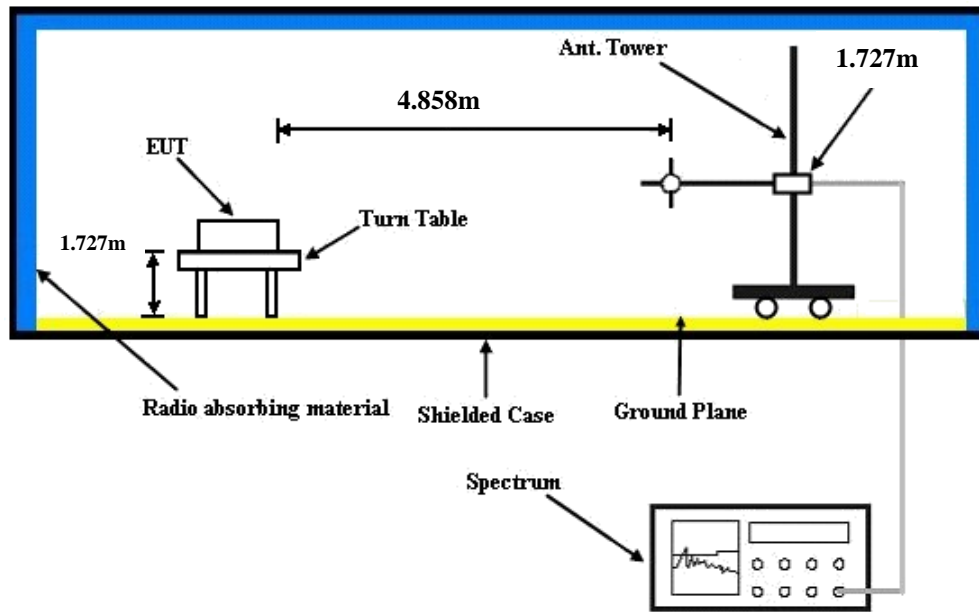 Ant. Tower
1.727m
4.858m
EUT
Turn Table
1.727m
Radio absorbing material
Shielded Case
Ground Plane
Spectrum